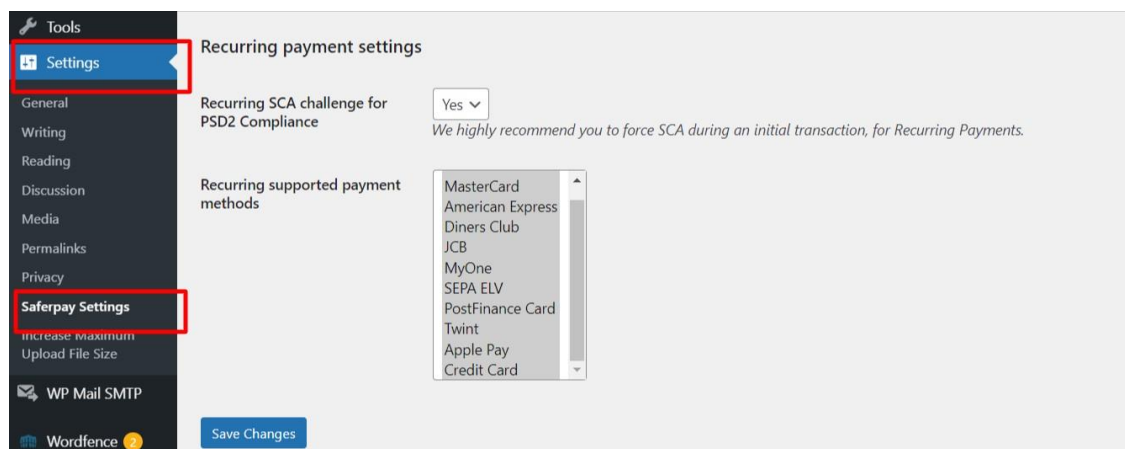 Tools
Settings
General
Writing
Reading
Discussion
Media
Permalinks
Privacy
Saferpay Settings
Increase Maximum
Upload File Size
WP Mail SMTP
Wordfence 2
Recurring payment settings
Recurring SCA challenge for
PSD2 Compliance
Yes
We highly recommend you to force SCA during an initial transaction, for Recurring Payments.
Recurring supported payment
methods
MasterCard
American Express
Diners Club
JCB
MyOne
SEPA ELV
PostFinance Card
Twint
Apple Pay
Credit Card
Save Changes